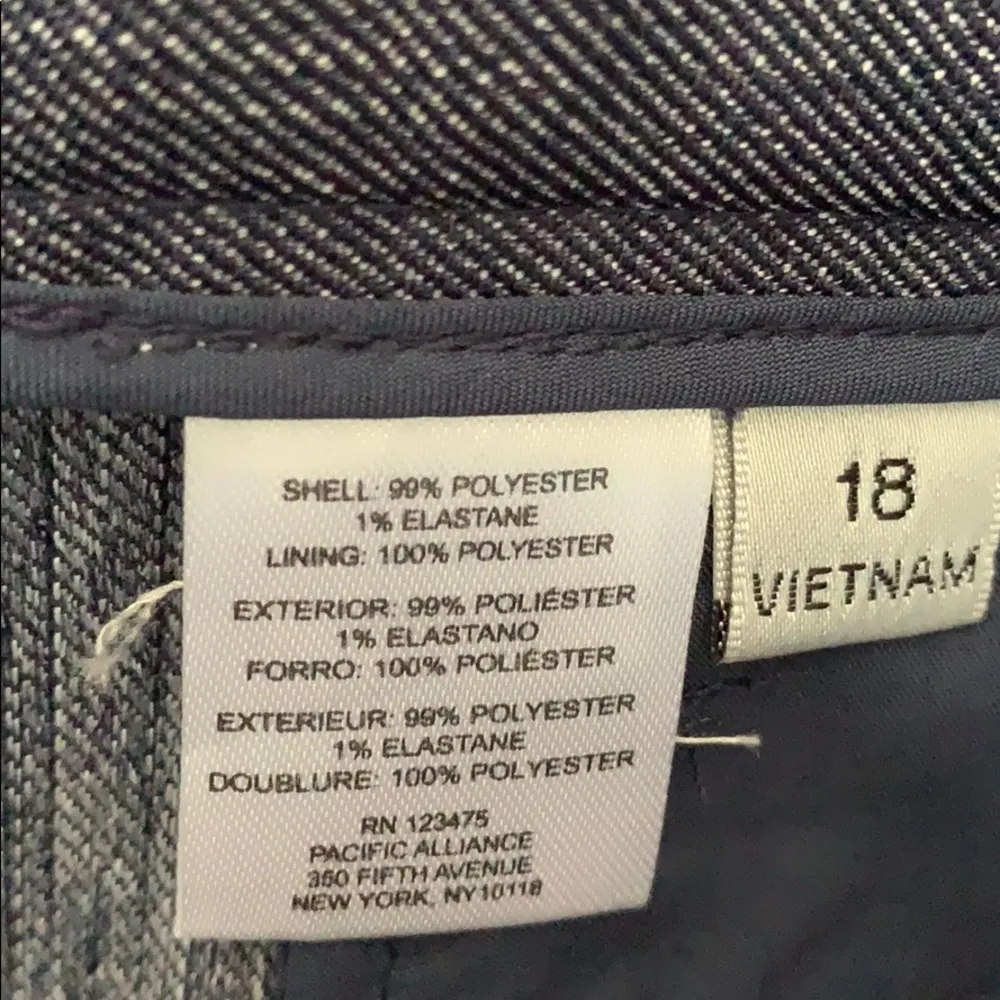 SHELL: 99% POLYESTER
1% ELASTANE
LINING: 100% POLYESTER
EXTERIOR: 99% POLIÉSTER
1% ELASTANO
FORRO: 100% POLIÉSTER
EXTERIEUR: 99% POLYESTER
1% ELASTANE
DOUBLURE: 100% POLYESTER
RN 123475
PACIFIC ALLIANCE
350 FIFTH AVENUE
NEW YORK, NY10118
18
VIETNAM